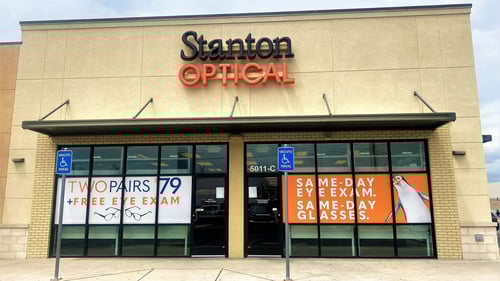 Stanton
OPTICAL
5011-C
TWO PAIRS 79
+FREE EYE EXAM
SAME-DAY
EYE EXAM.
SAME-DAY
GLASSES.